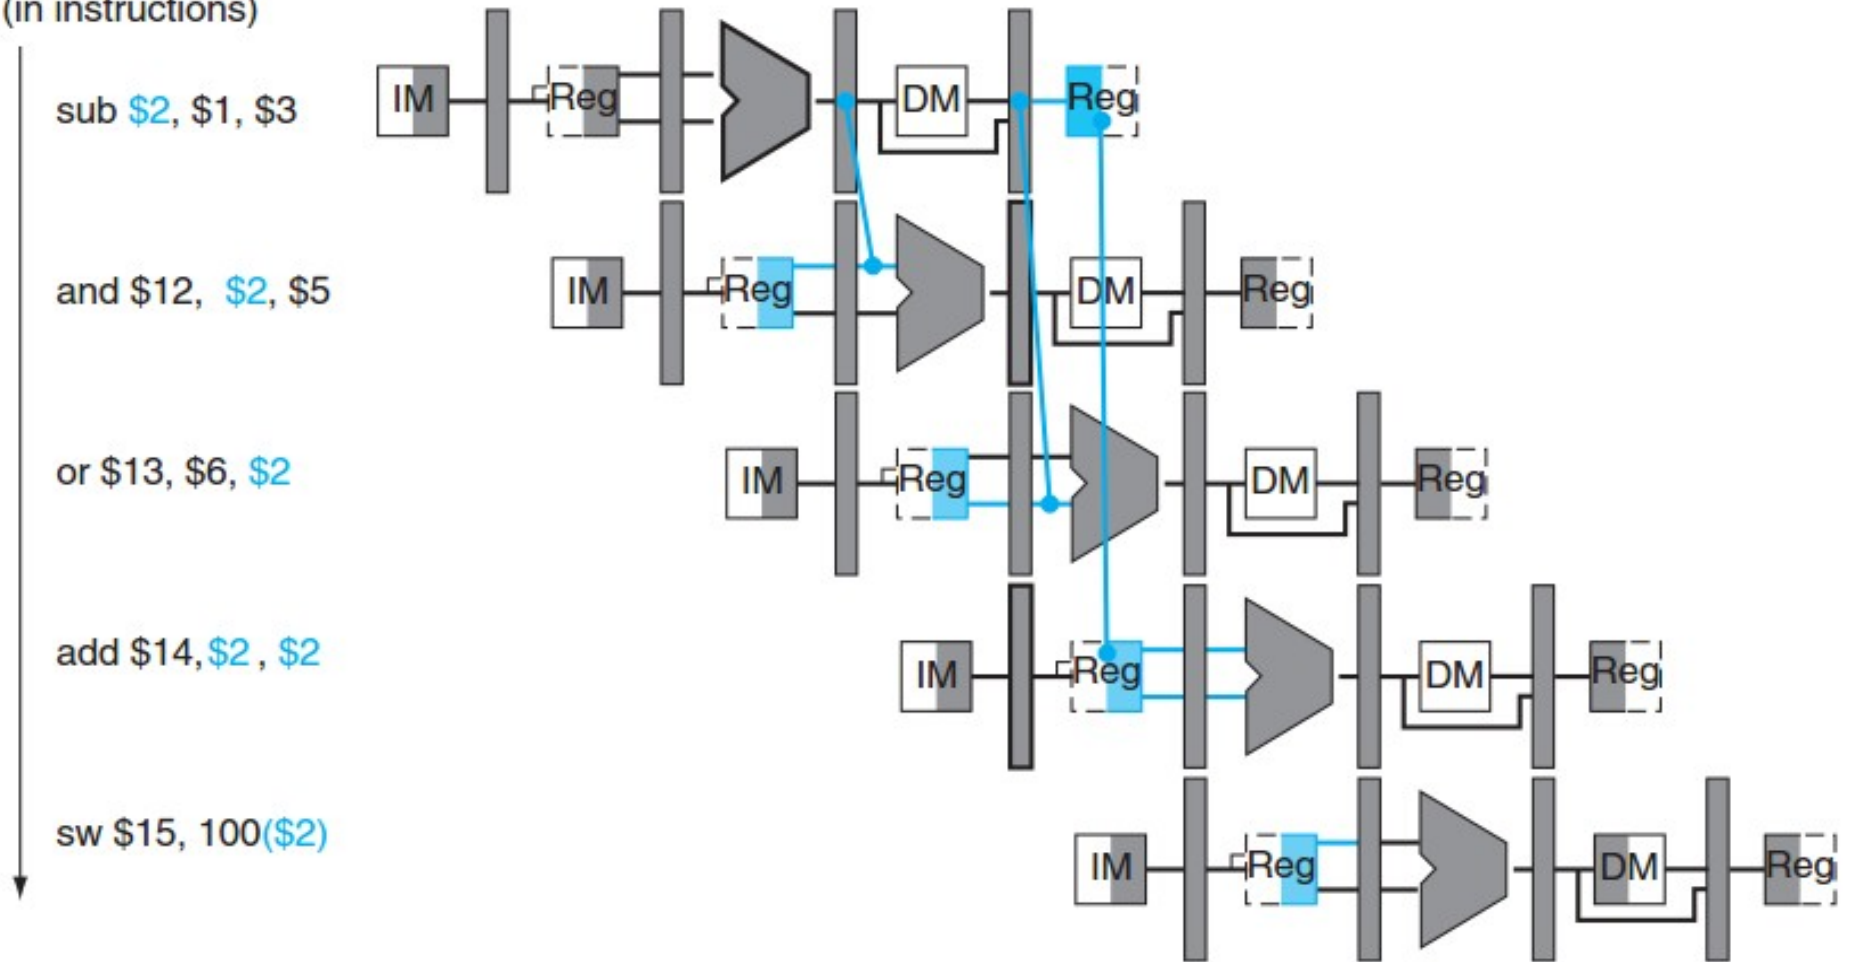 (in instructions)
sub $2, $1, $3
IM Reg DM Reg
and $12, $2, $5
IM Reg DM Reg
or $13, $6, $2
IM Reg DM Reg
add $14,$2 , $2
IM Reg DM Reg
sw $15, 100($2)
IM Reg DM Reg